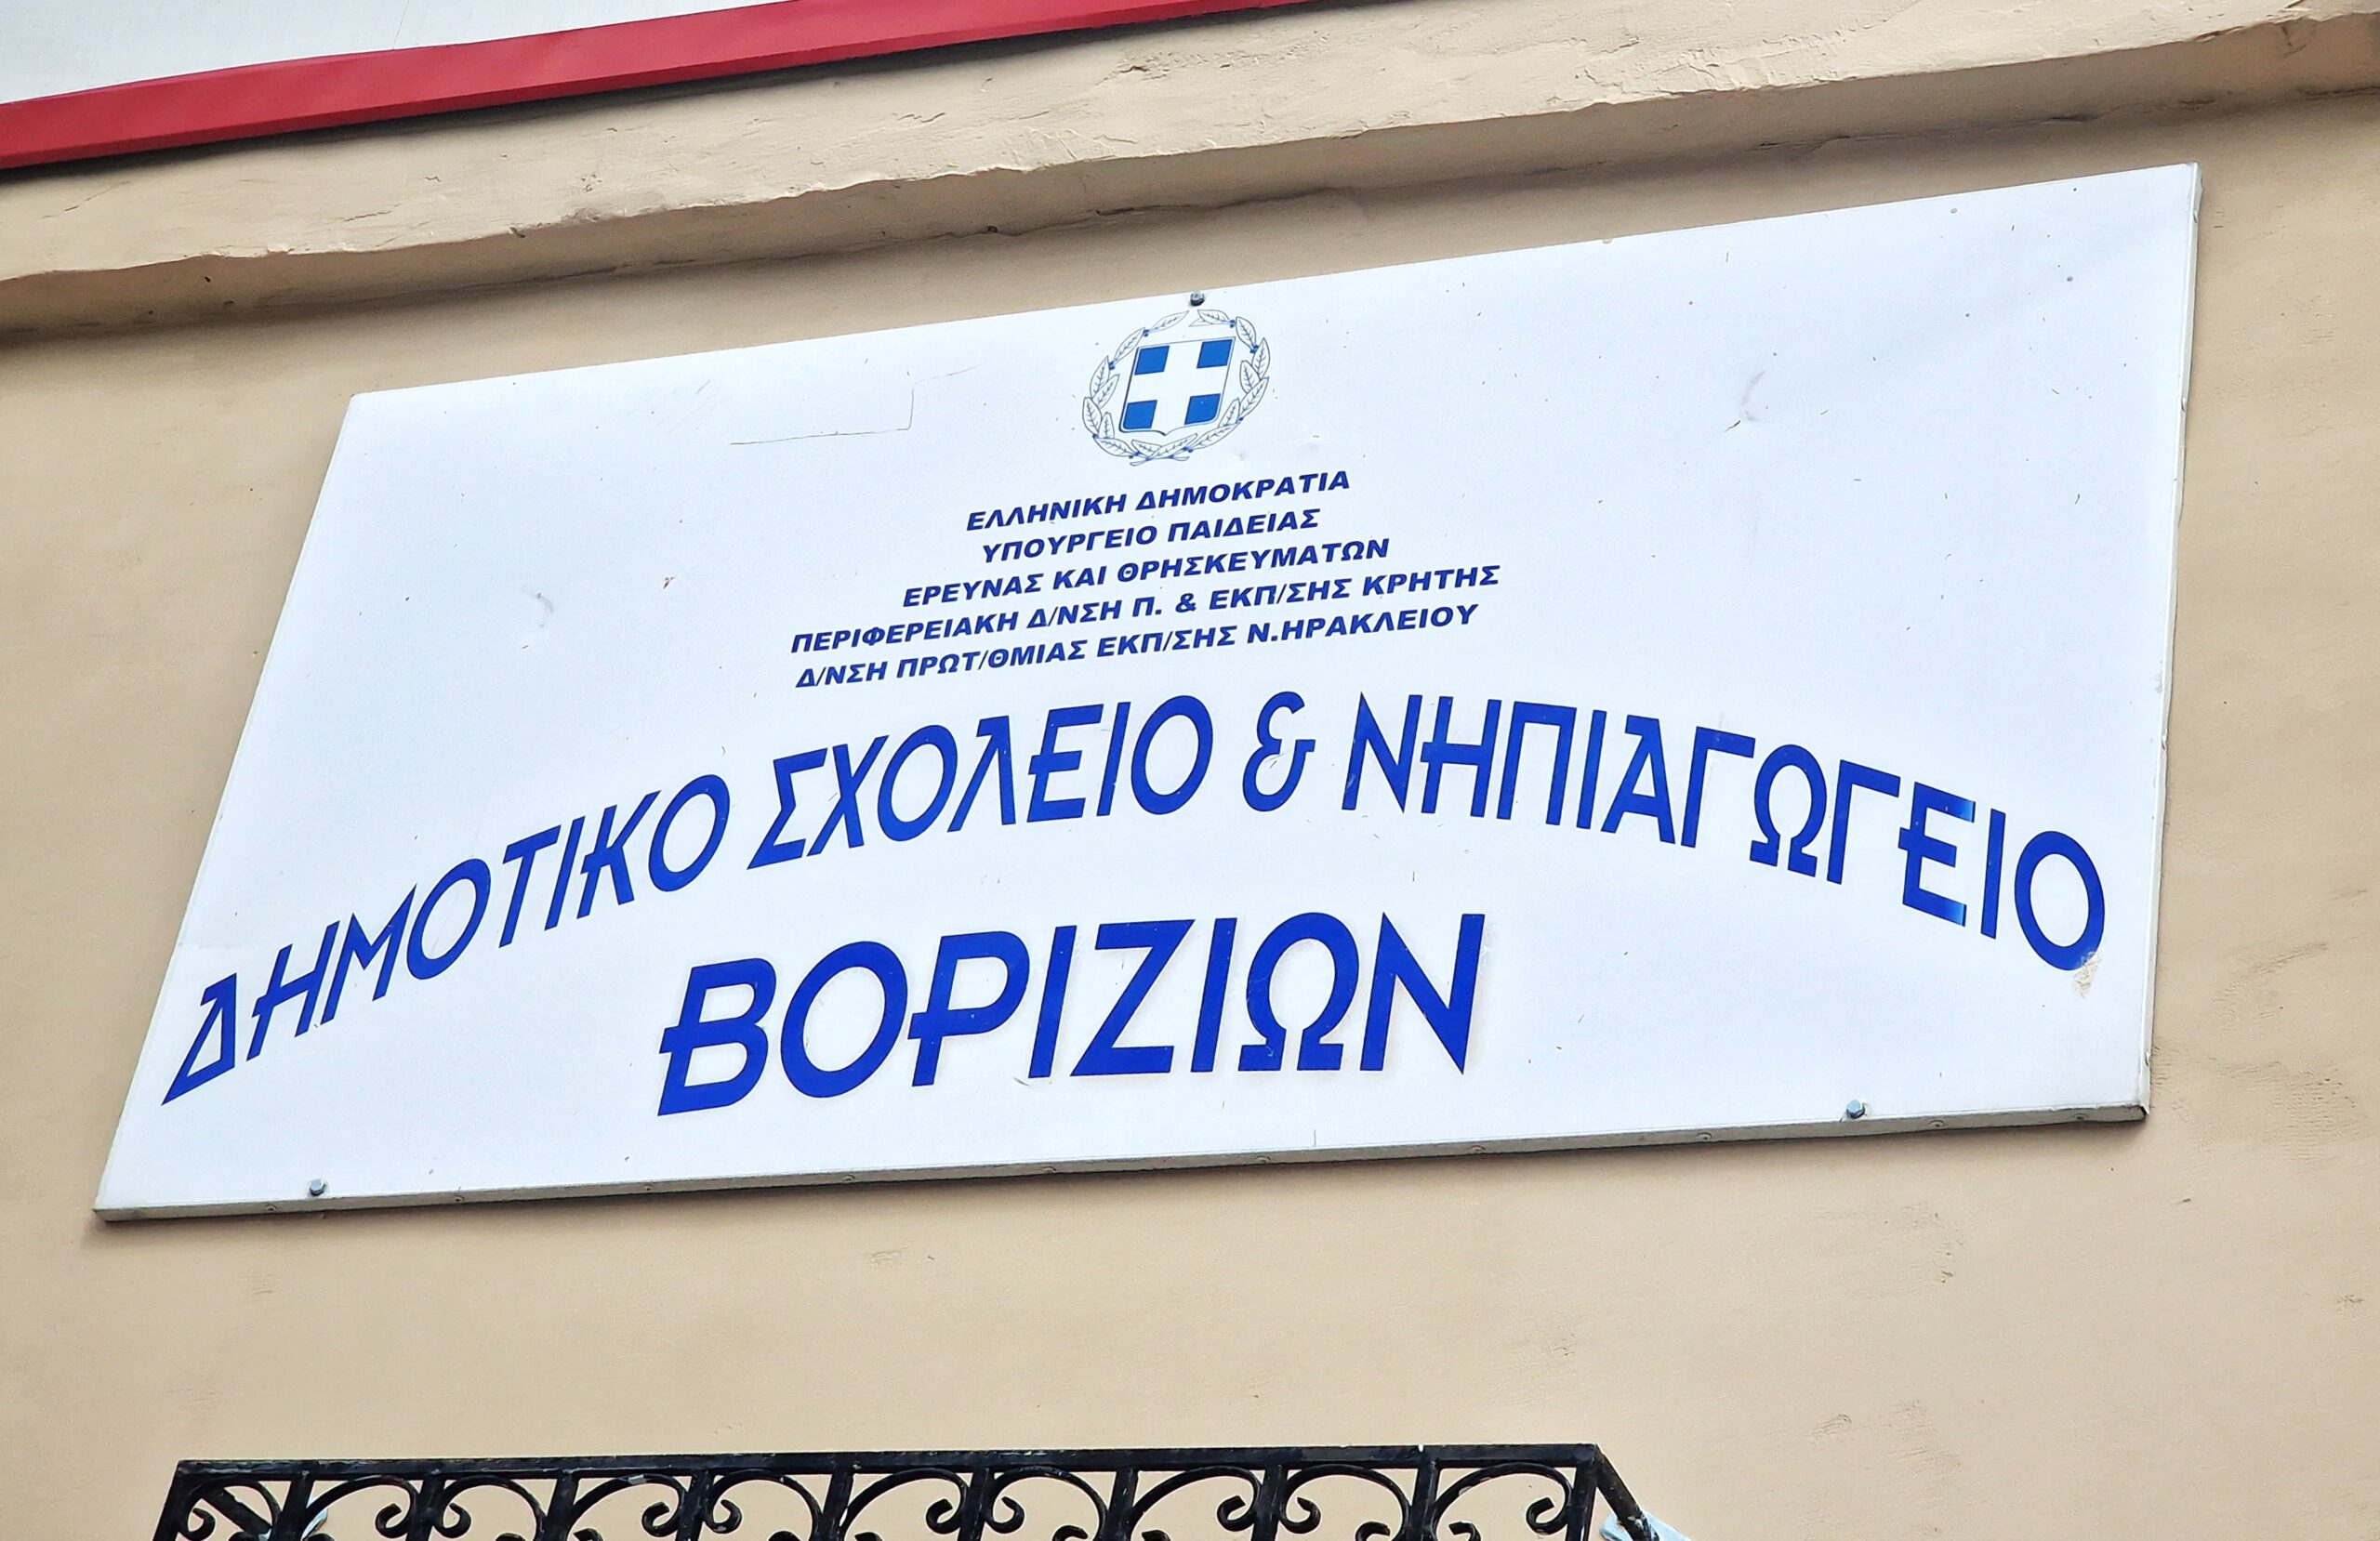 ΕΛΛΗΝΙΚΗ ΔΗΜΟΚΡΑΤΙΑ
ΥΠΟΥΡΓΕΙΟ ΠΑΙΔΕΙΑΣ
ΕΡΕΥΝΑΣ ΚΑΙ ΘΡΗΣΚΕΥΜΑΤΩΝ
ΠΕΡΙΦΕΡΕΙΑΚΗ Δ/ΝΣΗ Π. & ΕΚΠ/ΣΗΣ ΚΡΗΤΗΣ
Δ/ΝΣΗ ΠΡΩΤ/ΘΜΙΑΣ ΕΚΠ/ΣΗΣ Ν.ΗΡΑΚΛΕΙΟΥ
ΔΗΜΟΤΙΚΟ ΣΧΟΛΕΙΟ & ΝΗΠΙΑΓΩΓΕΙΟ
ΒΟΡΙΖΙΩΝ